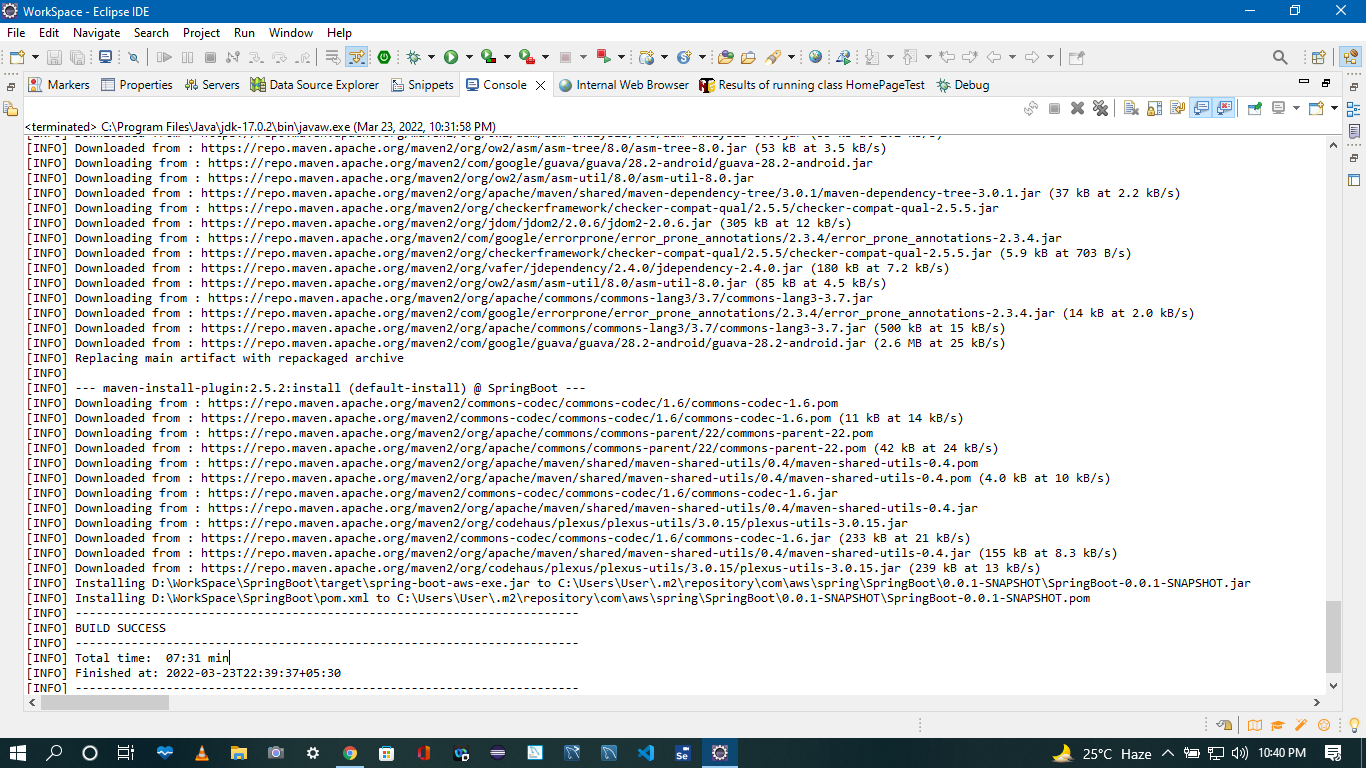 WorkSpace - Eclipse IDE
File Edit Navigate Search Project Run Window Help
Markers Properties Servers Data Source Explorer Snippets Console Internal Web Browser Results of running class HomePageTest Debug
<terminated> C:\Program Files\Java\jdk-17.0.2\bin\javaw.exe (Mar 23, 2022, 10:31:58 PM)
[INFO] Downloaded from : https://repo.maven.apache.org/maven2/org/ow2/asm/asm-tree/8.0/asm-tree-8.0.jar (53 kB at 3.5 kB/s)
[INFO] Downloading from : https://repo.maven.apache.org/maven2/com/google/guava/guava/28.2-android/guava-28.2-android.jar
[INFO] Downloading from : https://repo.maven.apache.org/maven2/org/ow2/asm/asm-util/8.0/asm-util-8.0.jar
[INFO] Downloaded from : https://repo.maven.apache.org/maven2/org/apache/maven/shared/maven-dependency-tree/3.0.1/maven-dependency-tree-3.0.1.jar (37 kB at 2.2 kB/s)
[INFO] Downloading from : https://repo.maven.apache.org/maven2/org/checkerframework/checker-compat-qual/2.5.5/checker-compat-qual-2.5.5.jar
[INFO] Downloaded from : https://repo.maven.apache.org/maven2/org/jdom/jdom2/2.0.6/jdom2-2.0.6.jar (305 kB at 12 kB/s)
[INFO] Downloading from : https://repo.maven.apache.org/maven2/com/google/errorprone/error_prone_annotations/2.3.4/error_prone_annotations-2.3.4.jar
[INFO] Downloaded from : https://repo.maven.apache.org/maven2/org/checkerframework/checker-compat-qual/2.5.5/checker-compat-qual-2.5.5.jar (5.9 kB at 703 B/s)
[INFO] Downloaded from : https://repo.maven.apache.org/maven2/org/vafer/jdependency/2.4.0/jdependency-2.4.0.jar (180 kB at 7.2 kB/s)
[INFO] Downloaded from : https://repo.maven.apache.org/maven2/org/ow2/asm/asm-util/8.0/asm-util-8.0.jar (85 kB at 4.5 kB/s)
[INFO] Downloading from : https://repo.maven.apache.org/maven2/org/apache/commons/commons-lang3/3.7/commons-lang3-3.7.jar
[INFO] Downloaded from : https://repo.maven.apache.org/maven2/com/google/errorprone/error_prone_annotations/2.3.4/error_prone_annotations-2.3.4.jar (14 kB at 2.0 kB/s)
[INFO] Downloaded from : https://repo.maven.apache.org/maven2/org/apache/commons/commons-lang3/3.7/commons-lang3-3.7.jar (500 kB at 15 kB/s)
[INFO] Downloaded from : https://repo.maven.apache.org/maven2/com/google/guava/guava/28.2-android/guava-28.2-android.jar (2.6 MB at 25 kB/s)
[INFO] Replacing main artifact with repackaged archive
[INFO]
[INFO] --- maven-install-plugin:2.5.2:install (default-install) @ SpringBoot ---
[INFO] Downloading from : https://repo.maven.apache.org/maven2/commons-codec/commons-codec/1.6/commons-codec-1.6.pom
[INFO] Downloaded from : https://repo.maven.apache.org/maven2/commons-codec/commons-codec/1.6/commons-codec-1.6.pom (11 kB at 14 kB/s)
[INFO] Downloading from : https://repo.maven.apache.org/maven2/org/apache/commons/commons-parent/22/commons-parent-22.pom
[INFO] Downloaded from : https://repo.maven.apache.org/maven2/org/apache/commons/commons-parent/22/commons-parent-22.pom (42 kB at 24 kB/s)
[INFO] Downloading from : https://repo.maven.apache.org/maven2/org/apache/maven/shared/maven-shared-utils/0.4/maven-shared-utils-0.4.pom
[INFO] Downloaded from : https://repo.maven.apache.org/maven2/org/apache/maven/shared/maven-shared-utils/0.4/maven-shared-utils-0.4.pom (4.0 kB at 10 kB/s)
[INFO] Downloading from : https://repo.maven.apache.org/maven2/commons-codec/commons-codec/1.6/commons-codec-1.6.jar
[INFO] Downloading from : https://repo.maven.apache.org/maven2/org/apache/maven/shared/maven-shared-utils/0.4/maven-shared-utils-0.4.jar
[INFO] Downloading from : https://repo.maven.apache.org/maven2/org/codehaus/plexus/plexus-utils/3.0.15/plexus-utils-3.0.15.jar
[INFO] Downloaded from : https://repo.maven.apache.org/maven2/commons-codec/commons-codec/1.6/commons-codec-1.6.jar (233 kB at 21 kB/s)
[INFO] Downloaded from : https://repo.maven.apache.org/maven2/org/apache/maven/shared/maven-shared-utils/0.4/maven-shared-utils-0.4.jar (155 kB at 8.3 kB/s)
[INFO] Downloaded from : https://repo.maven.apache.org/maven2/org/codehaus/plexus/plexus-utils/3.0.15/plexus-utils-3.0.15.jar (239 kB at 13 kB/s)
[INFO] Installing D:\WorkSpace\SpringBoot\target\spring-boot-aws-exe.jar to C:\Users\User\.m2\repository\com\aws\spring\SpringBoot\0.0.1-SNAPSHOT\SpringBoot-0.0.1-SNAPSHOT.jar
[INFO] Installing D:\WorkSpace\SpringBoot\pom.xml to C:\Users\User\.m2\repository\com\aws\spring\SpringBoot\0.0.1-SNAPSHOT\SpringBoot-0.0.1-SNAPSHOT.pom
[INFO] ------------------------------------------------------------------------
[INFO] BUILD SUCCESS
[INFO] ------------------------------------------------------------------------
[INFO] Total time:  07:31 min
[INFO] Finished at: 2022-03-23T22:39:37+05:30
[INFO] ------------------------------------------------------------------------
25°C Haze 10:40 PM